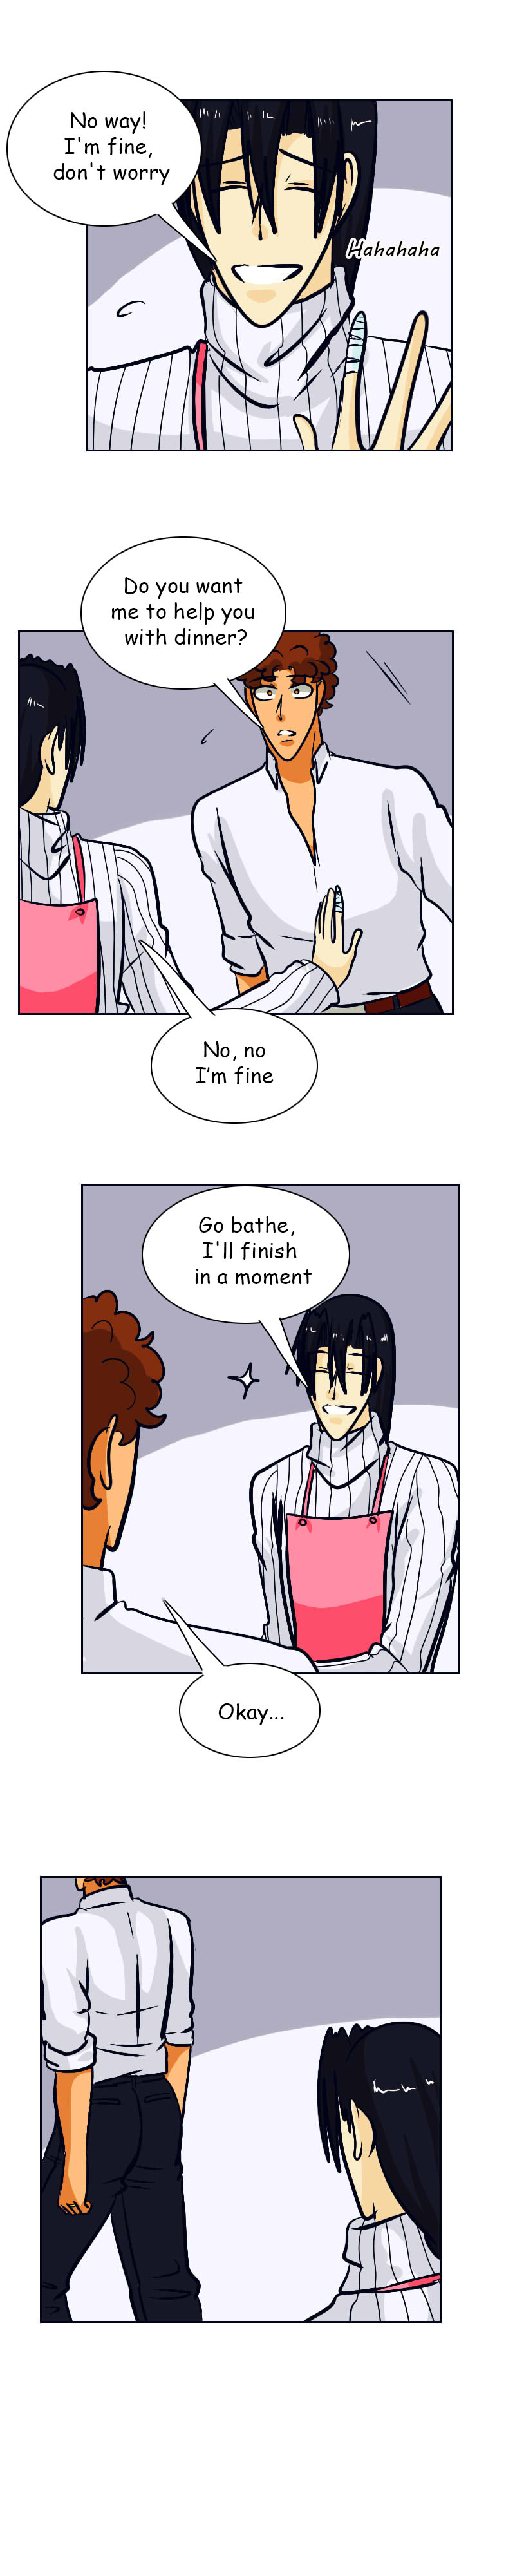 No way!
I'm fine,
don't worry
Hahahaha
Do you want
me to help you
with dinner?
No, no
I'm fine
Go bathe,
I'll finish
in a moment
Okay...